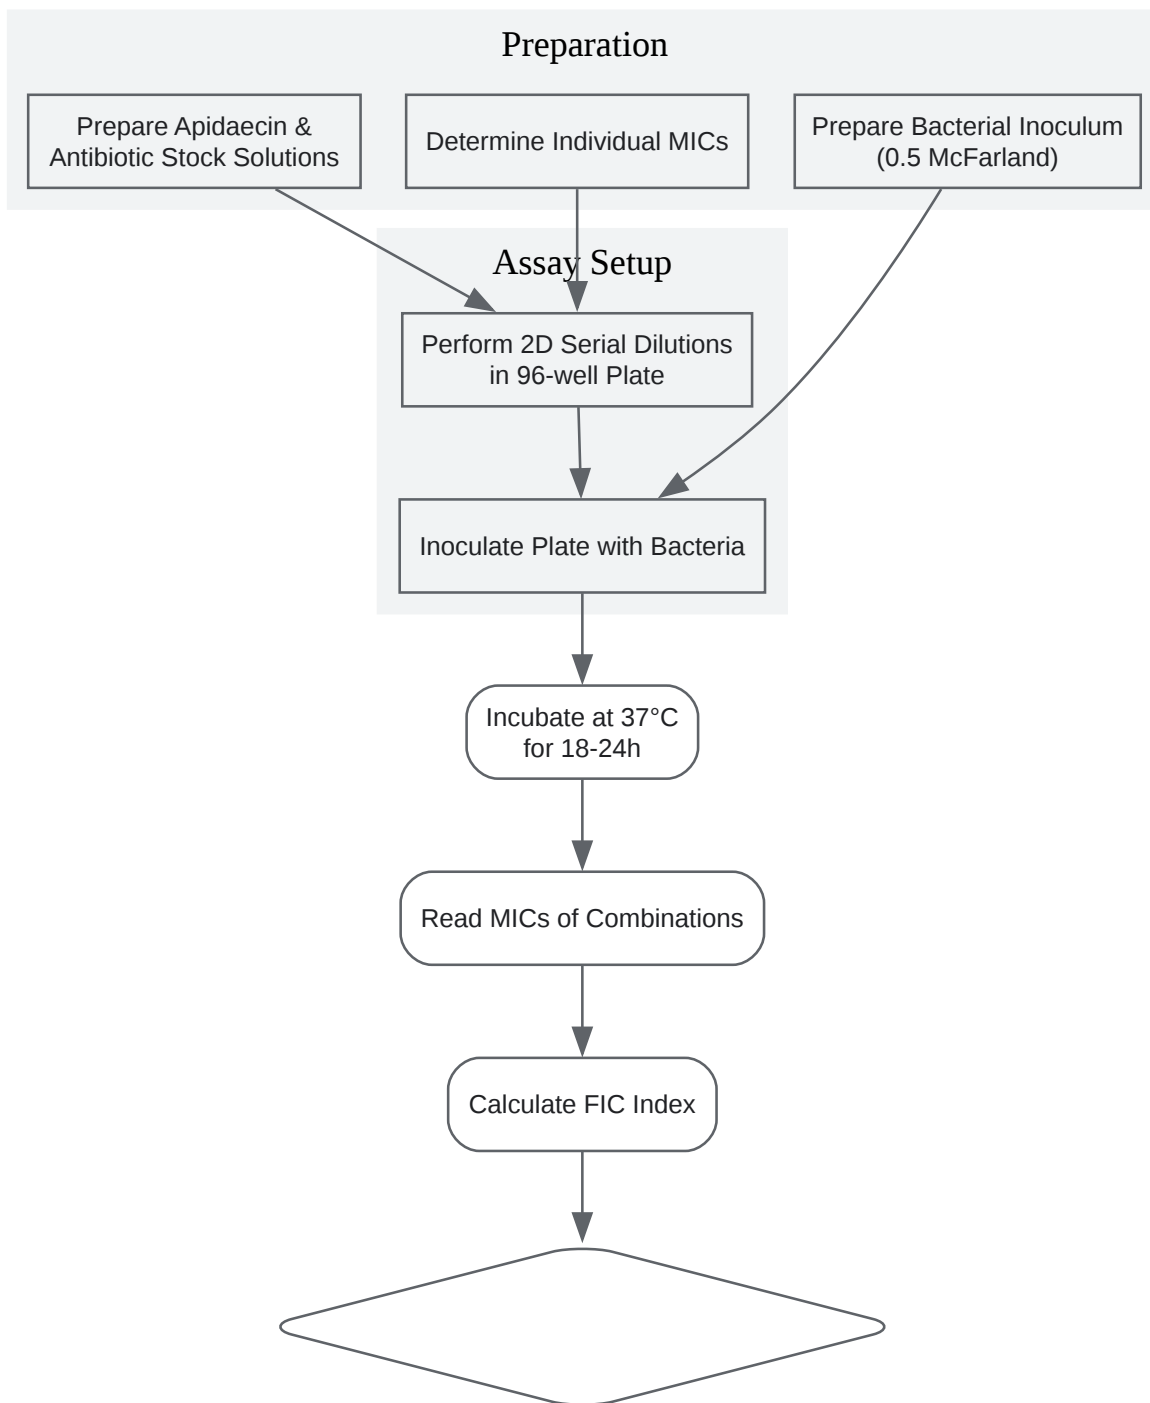 Preparation
Prepare Apidaecin &
Antibiotic Stock Solutions
Determine Individual MICs
Prepare Bacterial Inoculum
(0.5 McFarland)
Assay Setup
Perform 2D Serial Dilutions
in 96-well Plate
Inoculate Plate with Bacteria
Incubate at 37°C
for 18-24h
Read MICs of Combinations
Calculate FIC Index